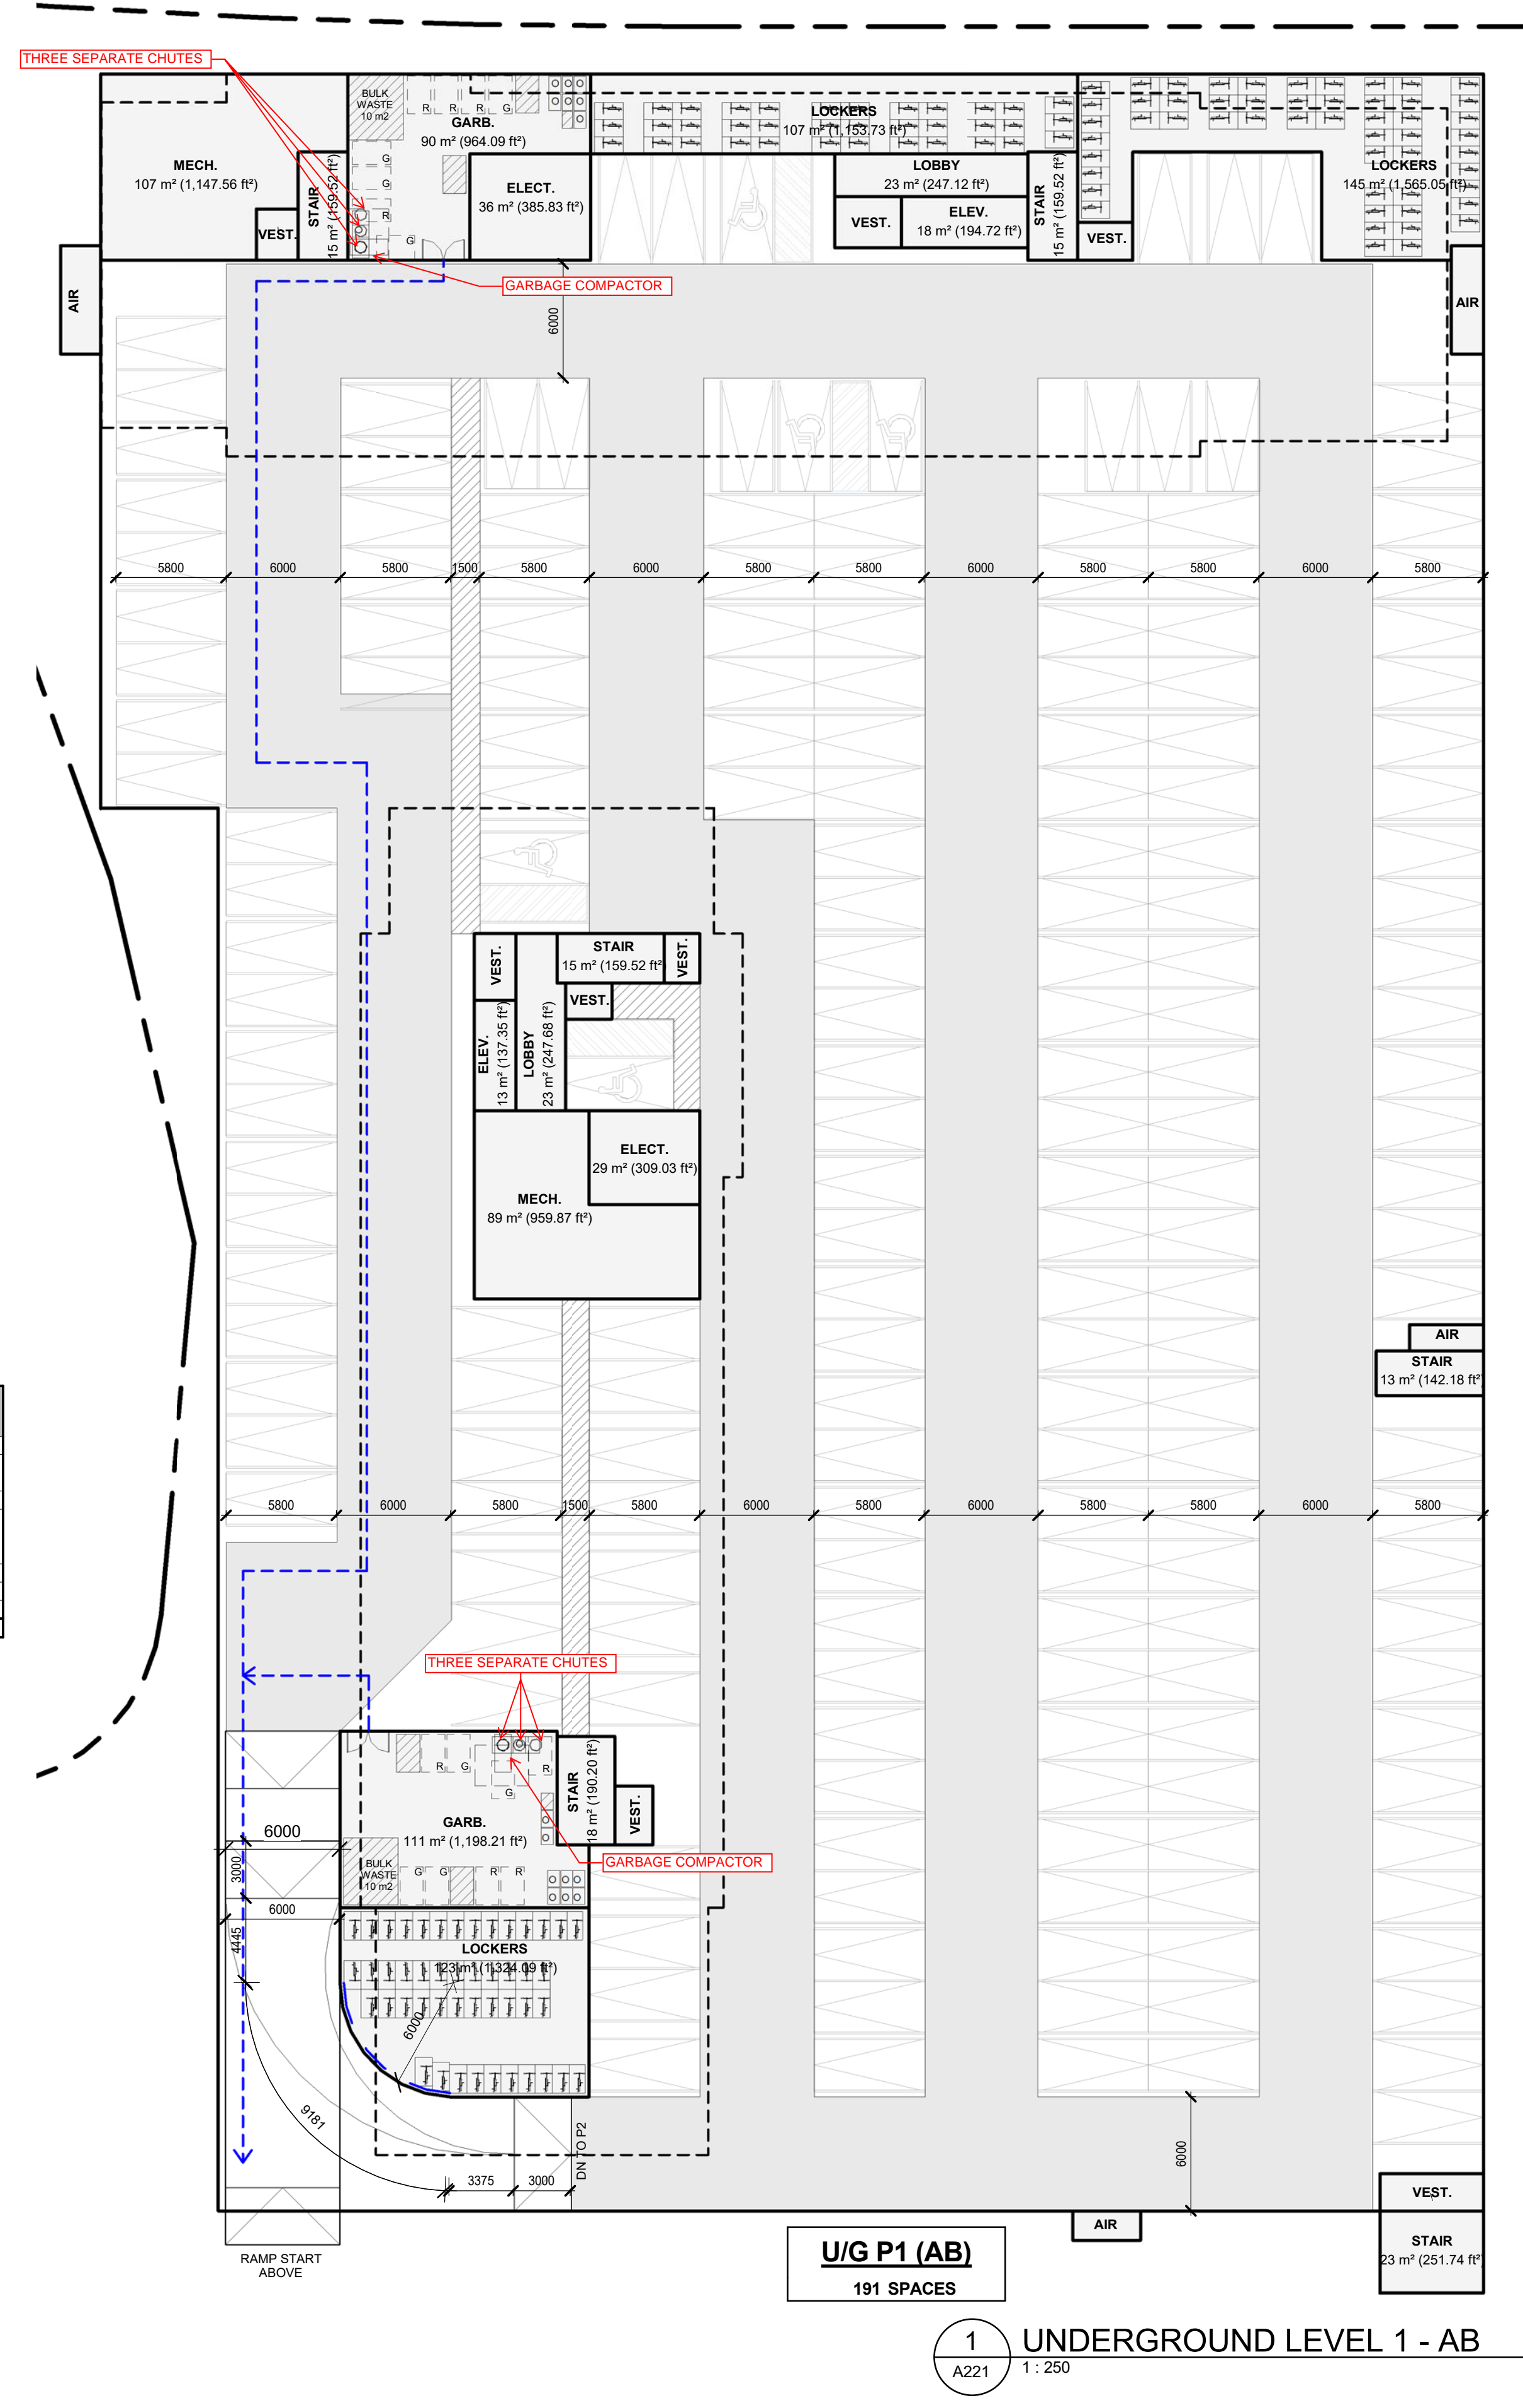 THREE SEPARATE CHUTES
BULK
WASTE
10 m2
R
R
R
G
GARB.
90 m² (964.09 ft²)
LOCKERS
107 m² (1,153.73 ft²)
MECH.
107 m² (1,147.56 ft²)
STAIR
15 m² (159.52 ft²)
VEST.
G
G
R
G
ELECT.
36 m² (385.83 ft²)
LOBBY
23 m² (247.12 ft²)
VEST.
ELEV.
18 m² (194.72 ft²)
STAIR
15 m² (159.52 ft²)
VEST.
LOCKERS
145 m² (1,565.05 ft²)
AIR
GARBAGE COMPACTOR
AIR
6000
5800
6000
5800
1500
5800
6000
5800
5800
6000
5800
5800
6000
5800
VEST.
STAIR
15 m² (159.52 ft²
VEST.
VEST.
ELEV.
13 m² (137.35 ft²)
LOBBY
23 m² (247.68 ft²)
ELECT.
29 m² (309.03 ft²)
MECH.
89 m² (959.87 ft²)
AIR
STAIR
13 m² (142.18 ft²
5800
6000
5800
1500
5800
6000
5800
6000
5800
5800
6000
5800
THREE SEPARATE CHUTES
R
G
R
G
STAIR
18 m² (190.20 ft²)
VEST.
GARB.
111 m² (1,198.21 ft²)
GARBAGE COMPACTOR
BULK
WASTE
10 m2
G
G
R
R
6000
3000
6000
4445
LOCKERS
123 m² (1,324.09 ft²)
6000
9181
3375
3000
DN TO P2
6000
VEST.
AIR
STAIR
23 m² (251.74 ft²
RAMP START
ABOVE
U/G P1 (AB)
191 SPACES
1
A221
UNDERGROUND LEVEL 1 - AB
1 : 250